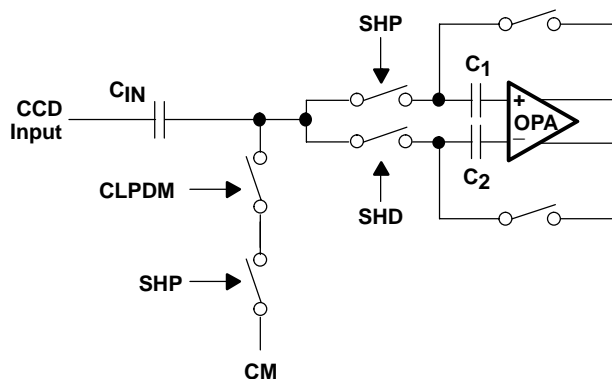 SHP
C1
CIN
CCD
Input
+
OPA
–
C2
CLPDM
SHD
SHP
CM